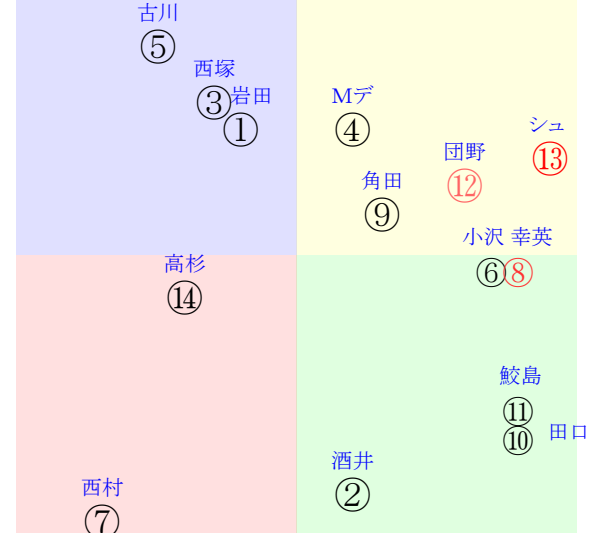 古川
⑤
西塚
③ 岩田
①
Mデ
④
シュ
⑬
団野
⑫
角田
⑨
小沢 幸英
⑥⑧
高杉
⑭
鮫島
⑪
⑩ 田口
酒井
②
西村
⑦